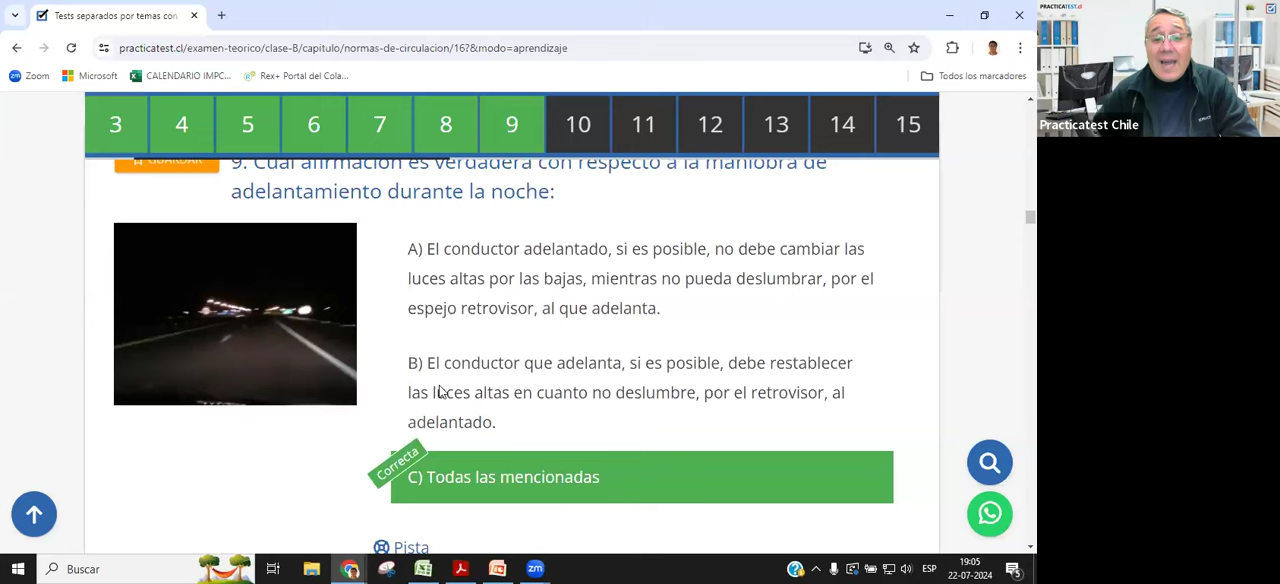 Tests separados por temas con
practicatest.cl/examen-teorico/clase-B/capitulo/normas-de-circulacion/167&modo=aprendizaje
Zoom
Microsoft
CALENDARIO IMPC...
Rex+ Portal del Cola...
Todos los marcadores
PRACTICATEST.cl
Practicatest Chile
3 4 5 6 7 8 9 10 11 12 13 14 15
GUARDAR
9. Cuál afirmación es verdadera con respecto a la maniobra de
adelantamiento durante la noche:
A) El conductor adelantado, si es posible, no debe cambiar las
luces altas por las bajas, mientras no pueda deslumbrar, por el
espejo retrovisor, al que adelanta.
B) El conductor que adelanta, si es posible, debe restablecer
las luces altas en cuanto no deslumbre, por el retrovisor, al
adelantado.
Correcta
C) Todas las mencionadas
Pista
Buscar
ESP
19:05
22-07-2024
5